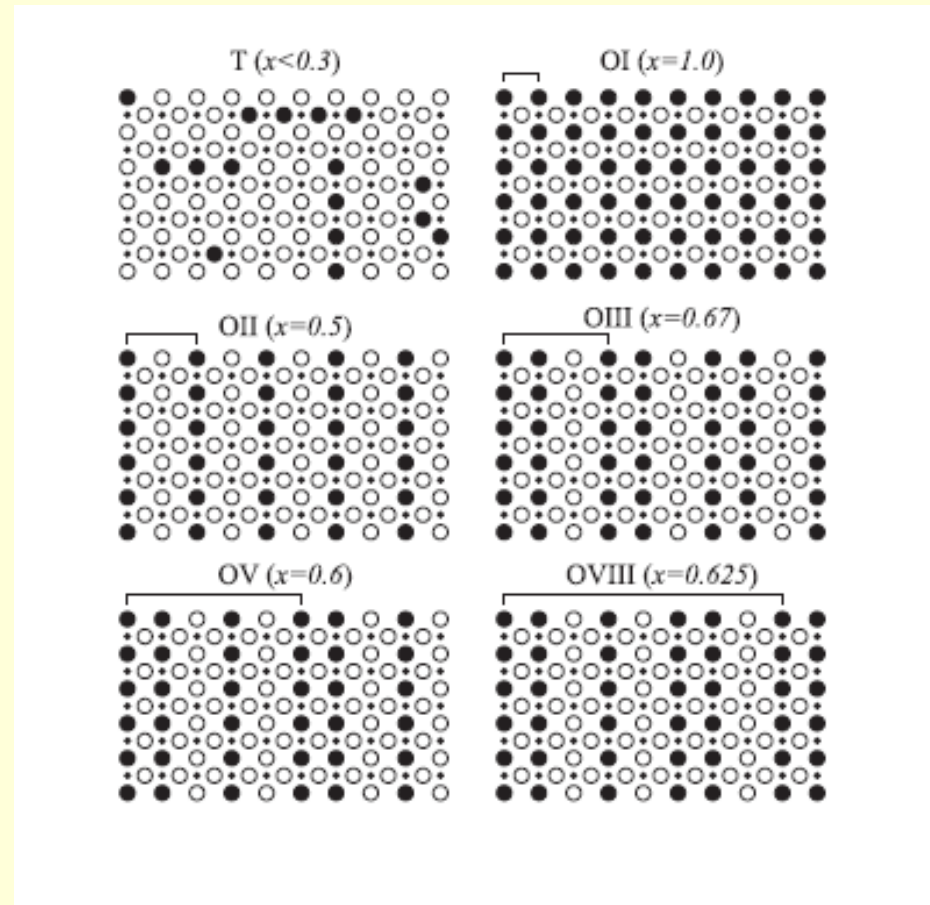 T (x<0.3)
OI (x=1.0)
OII (x=0.5)
OIII (x=0.67)
OV (x=0.6)
OVIII (x=0.625)